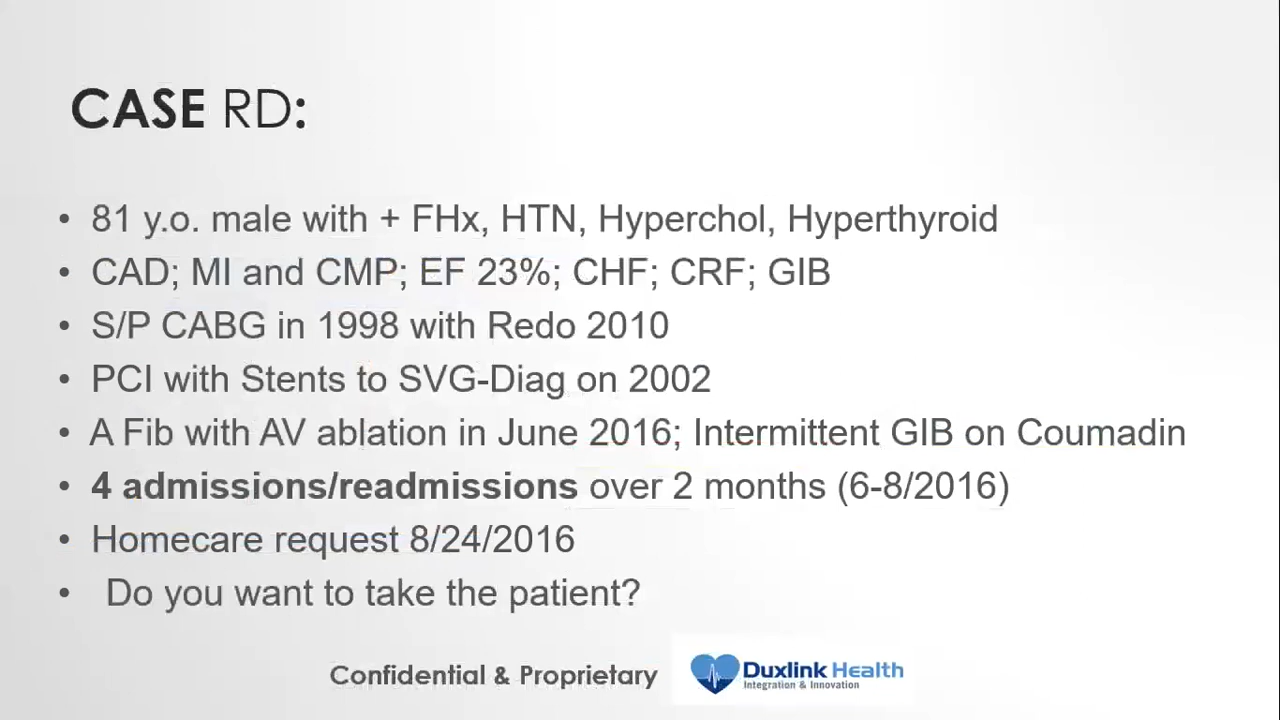 CASE RD:
• 81 y.o. male with + FHx, HTN, Hyperchol, Hyperthyroid
• CAD; MI and CMP; EF 23%; CHF; CRF; GIB
• S/P CABG in 1998 with Redo 2010
• PCI with Stents to SVG-Diag on 2002
• A Fib with AV ablation in June 2016; Intermittent GIB on Coumadin
• 4 admissions/readmissions over 2 months (6-8/2016)
• Homecare request 8/24/2016
• Do you want to take the patient?
Confidential & Proprietary
Duxlink Health
Integration & Innovation